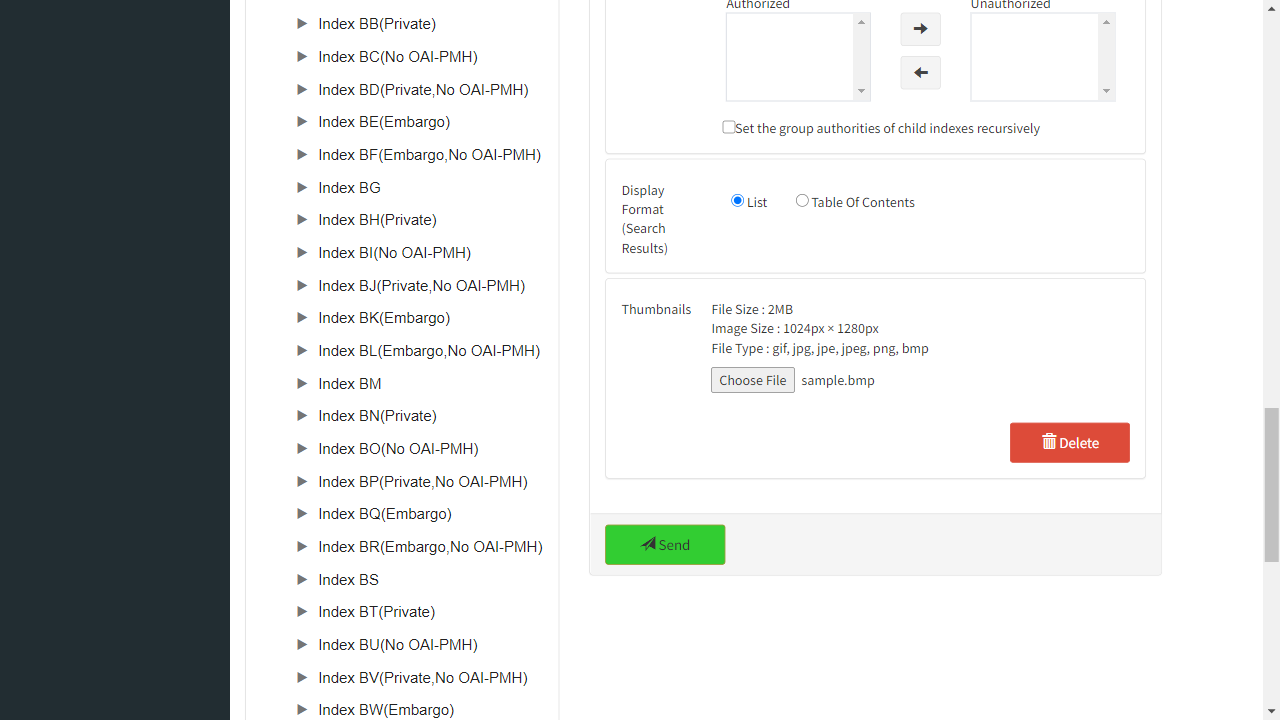 Index BB(Private)
Index BC(No OAI-PMH)
Index BD(Private,No OAI-PMH)
Index BE(Embargo)
Index BF(Embargo,No OAI-PMH)
Index BG
Index BH(Private)
Index BI(No OAI-PMH)
Index BJ(Private,No OAI-PMH)
Index BK(Embargo)
Index BL(Embargo,No OAI-PMH)
Index BM
Index BN(Private)
Index BO(No OAI-PMH)
Index BP(Private,No OAI-PMH)
Index BQ(Embargo)
Index BR(Embargo,No OAI-PMH)
Index BS
Index BT(Private)
Index BU(No OAI-PMH)
Index BV(Private,No OAI-PMH)
Index BW(Embargo)
Authorized
Unauthorized
Set the group authorities of child indexes recursively
Display
Format
(Search
Results)
List
Table Of Contents
Thumbnails
File Size : 2MB
Image Size : 1024px × 1280px
File Type : gif, jpg, jpe, jpeg, png, bmp
Choose File sample.bmp
Delete
Send